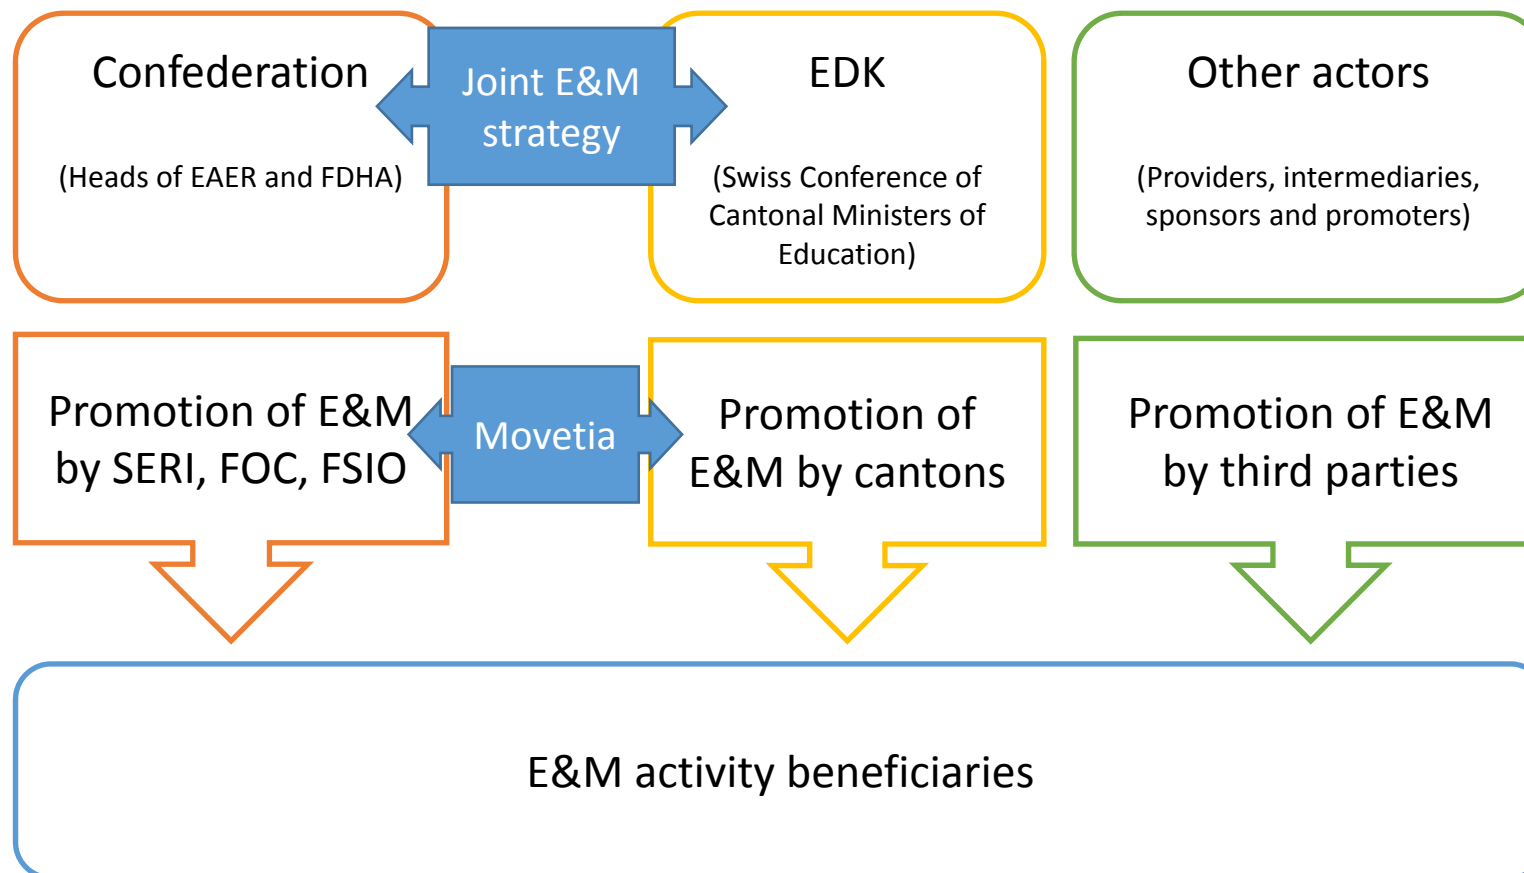 Confederation
(Heads of EAER and FDHA)
Joint E&M
strategy
EDK
(Swiss Conference of
Cantonal Ministers of
Education)
Other actors
(Providers, intermediaries,
sponsors and promoters)
Promotion of E&M
by SERI, FOC, FSIO
Movetia
Promotion of
E&M by cantons
Promotion of E&M
by third parties
E&M activity beneficiaries